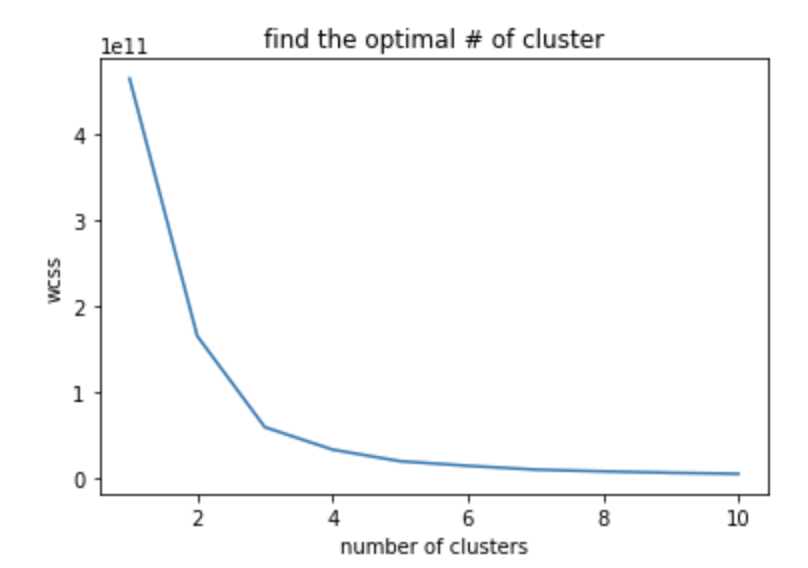 find the optimal # of cluster
1e11
4
3
2
1
0
wcss
2 4 6 8 10
number of clusters